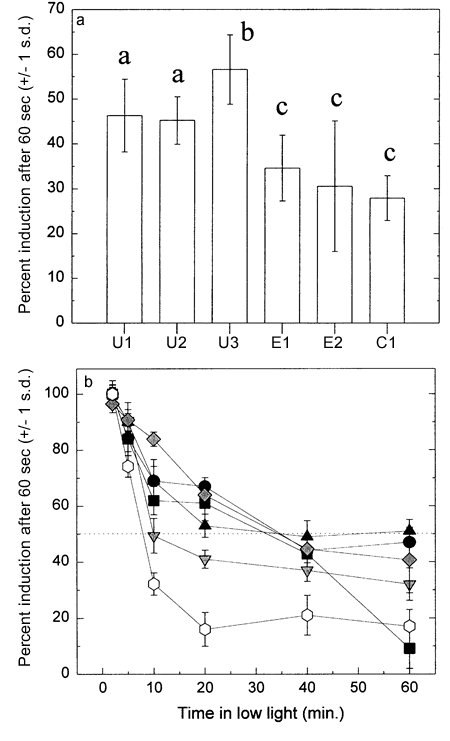 a
Percent induction after 60 sec (+/- 1 s.d.)
70
60
50
40
30
20
10
0
a
a
b
c
c
c
U1 U2 U3 E1 E2 C1
b
Percent induction after 60 sec (+/- 1 s.d.)
100
80
60
40
20
0
0 10 20 30 40 50 60
Time in low light (min.)